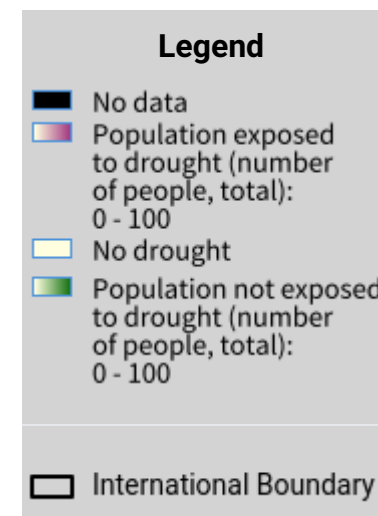 Legend
No data
Population exposed
to drought (number
of people, total):
0 - 100
No drought
Population not exposed
to drought (number
of people, total):
0 - 100
International Boundary